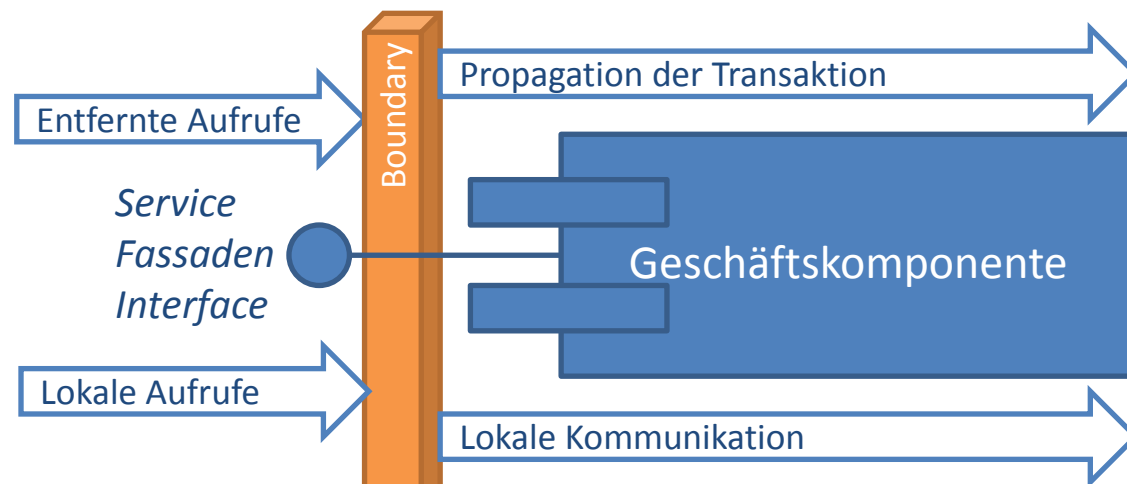 Boundary
Propagation der Transaktion
Entfernte Aufrufe
Service
Fassaden
Interface
Geschäftskomponente
Lokale Aufrufe
Lokale Kommunikation